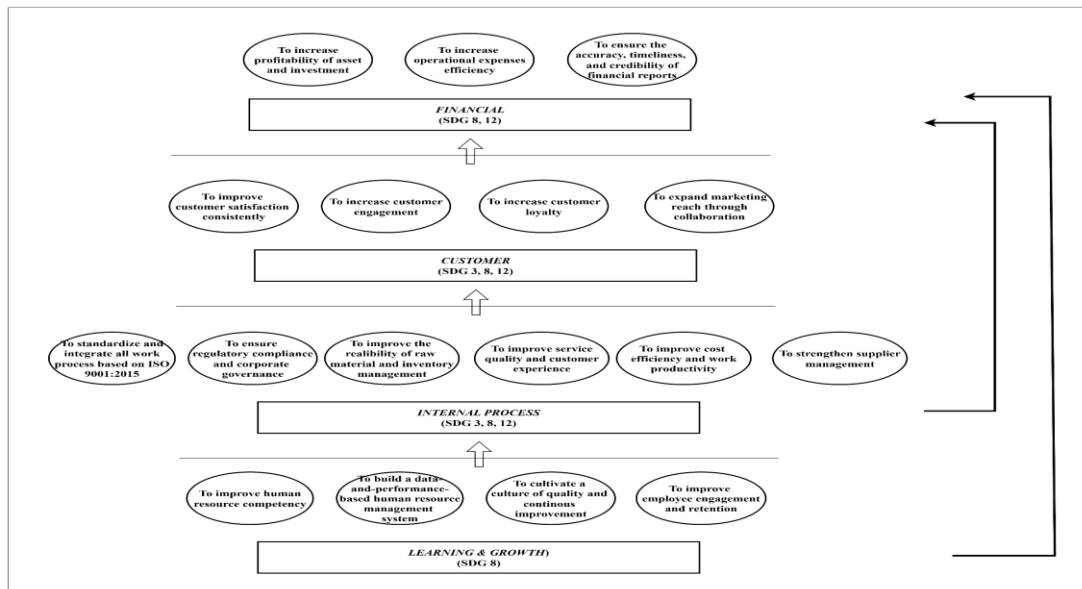 To increase
profitability of asset
and investment
To increase
operational expenses
efficiency
To ensure the
accuracy, timeliness,
and credibility of
financial reports
FINANCIAL
(SDG 8, 12)
To improve
customer satisfaction
consistently
To increase customer
engagement
To increase customer
loyalty
To expand marketing
reach through
collaboration
CUSTOMER
(SDG 3, 8, 12)
To standardize and
integrate all work
process based on ISO
9001:2015
To ensure
regulatory compliance
and corporate
governance
To improve the
realibility of raw
material and inventory
management
To improve service
quality and customer
experience
To improve cost
efficiency and work
productivity
To strengthen supplier
management
INTERNAL PROCESS
(SDG 3, 8, 12)
To improve human
resource competency
To build a data-
and-performance-
based human resource
management
system
To cultivate a
culture of quality and
continous
improvement
To improve
employee engagement
and retention
LEARNING & GROWTH)
(SDG 8)